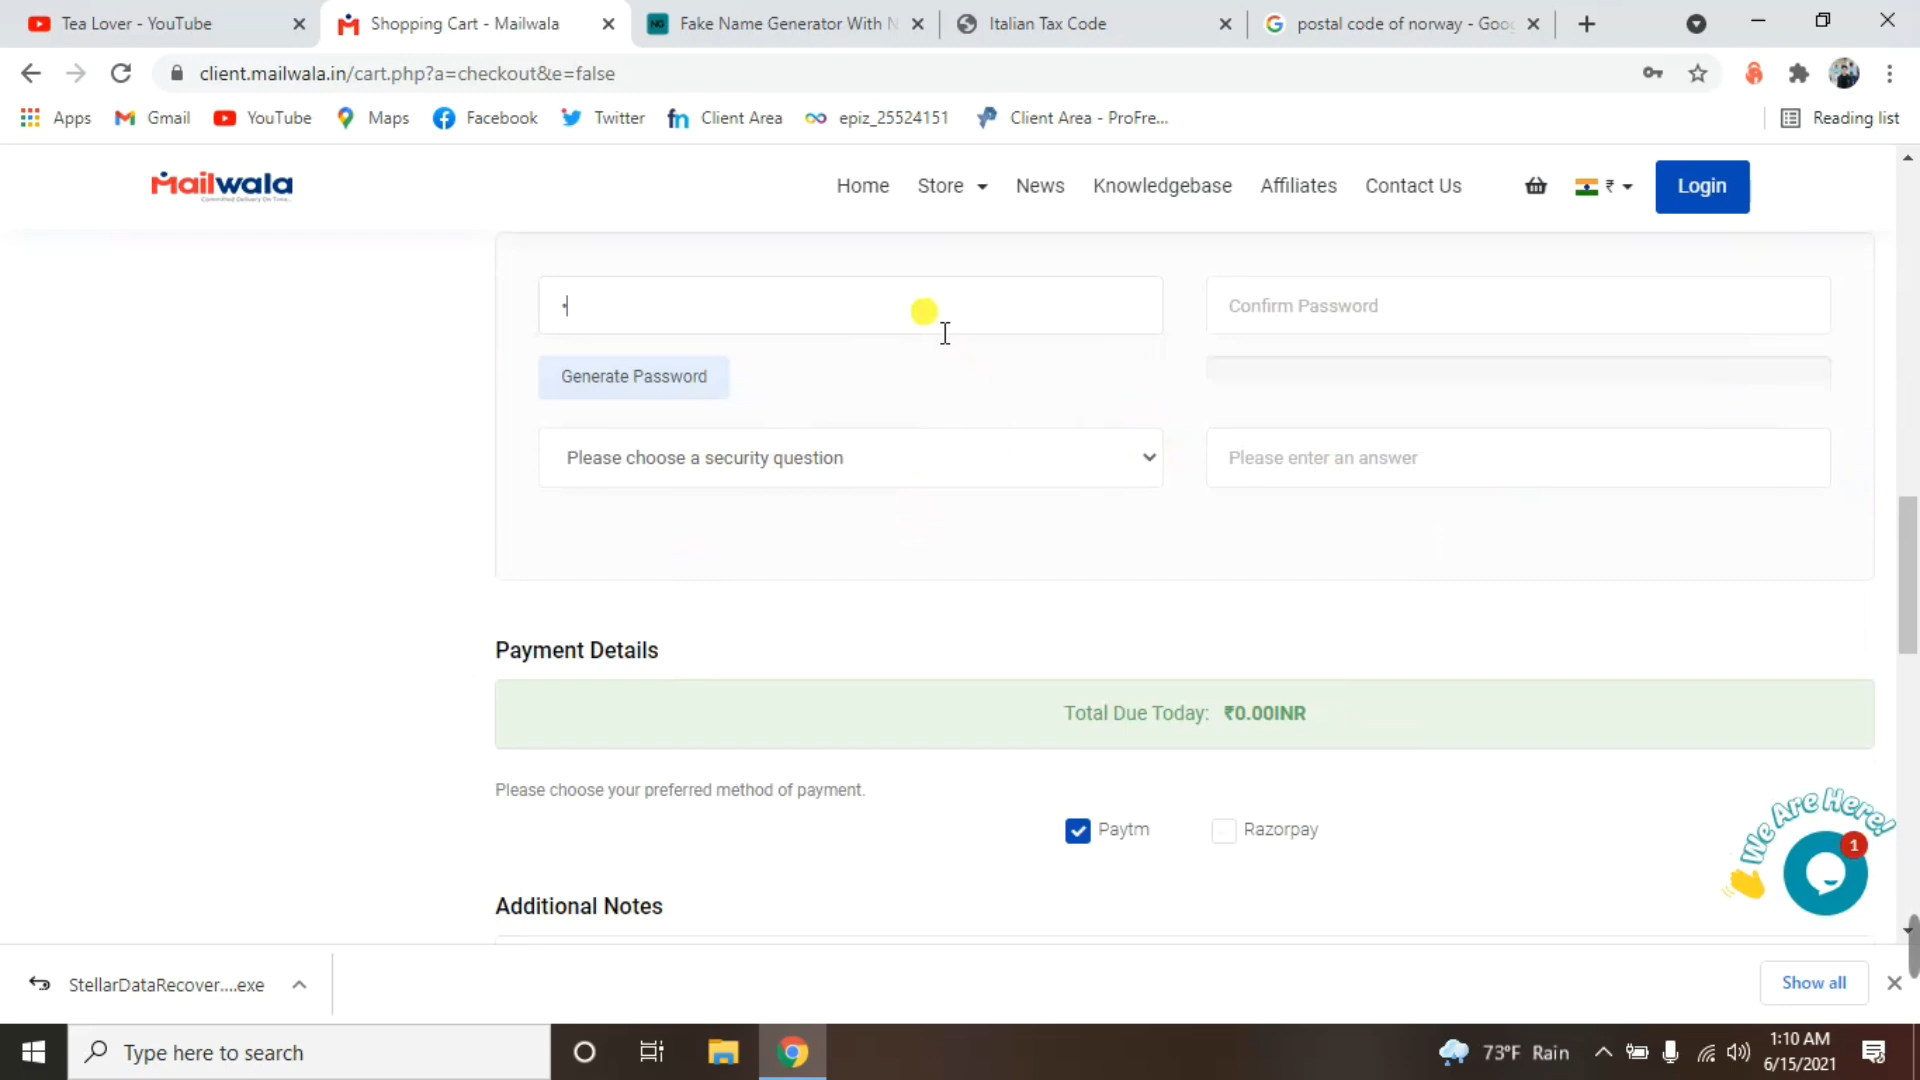 Tea Lover - YouTube
Shopping Cart - Mailwala
Fake Name Generator With N
Italian Tax Code
postal code of norway - Goog
client.mailwala.in/cart.php?a=checkout&e=false
Apps
Gmail
YouTube
Maps
Facebook
Twitter
Client Area
epiz_25524151
Client Area - ProFre...
Reading list
Mailwala
Committed Delivery On Time...
Home
Store
News
Knowledgebase
Affiliates
Contact Us
₹
Login
Confirm Password
Generate Password
Please choose a security question
Please enter an answer
Payment Details
Total Due Today: ₹0.00INR
Please choose your preferred method of payment.
Paytm
Razorpay
We Are Here!
1
Additional Notes
StellarDataRecover....exe
Show all
Type here to search
73°F Rain
1:10 AM
6/15/2021